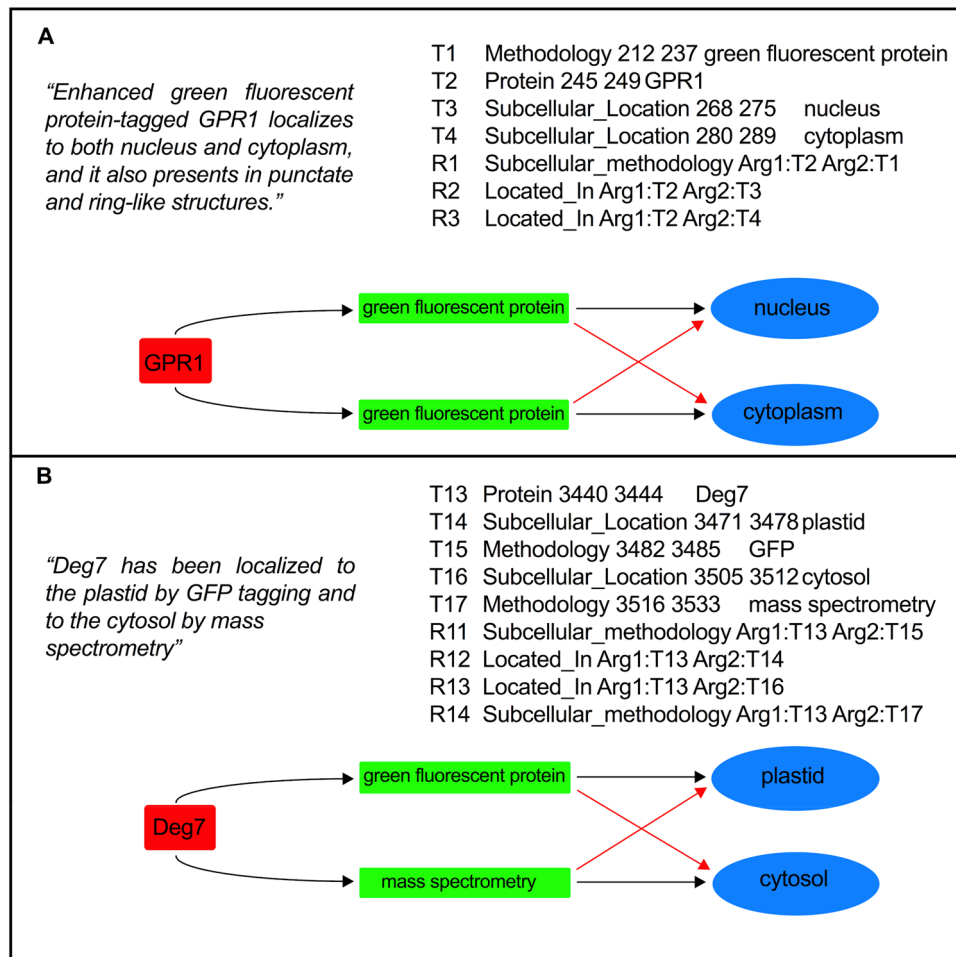 A
“Enhanced green fluorescent
protein-tagged GPR1 localizes
to both nucleus and cytoplasm,
and it also presents in punctate
and ring-like structures.”
T1 Methodology 212 237 green fluorescent protein
T2 Protein 245 249 GPR1
T3 Subcellular_Location 268 275 nucleus
T4 Subcellular_Location 280 289 cytoplasm
R1 Subcellular_methodology Arg1:T2 Arg2:T1
R2 Located_In Arg1:T2 Arg2:T3
R3 Located_In Arg1:T2 Arg2:T4
green fluorescent protein
nucleus
GPR1
green fluorescent protein
cytoplasm
B
“Deg7 has been localized to
the plastid by GFP tagging and
to the cytosol by mass
spectrometry”
T13 Protein 3440 3444 Deg7
T14 Subcellular_Location 3471 3478 plastid
T15 Methodology 3482 3485 GFP
T16 Subcellular_Location 3505 3512 cytosol
T17 Methodology 3516 3533 mass spectrometry
R11 Subcellular_methodology Arg1:T13 Arg2:T15
R12 Located_In Arg1:T13 Arg2:T14
R13 Located_In Arg1:T13 Arg2:T16
R14 Subcellular_methodology Arg1:T13 Arg2:T17
green fluorescent protein
plastid
Deg7
mass spectrometry
cytosol